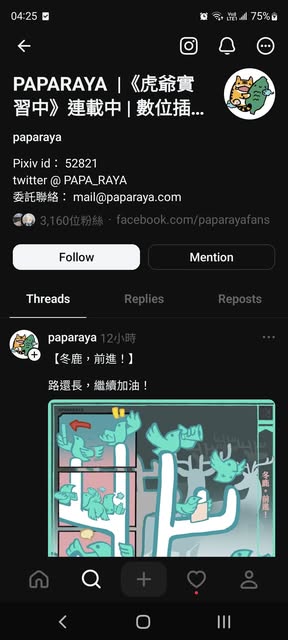 04:25
75%
PAPARAYA |《虎爺實
習中》連載中 | 數位插...
paparaya
Pixiv id： 52821
twitter @ PAPA_RAYA
委託聯絡： mail@paparaya.com
3,160位粉絲 · facebook.com/paparayafans
Follow
Mention
Threads
Replies
Reposts
paparaya 12小時
【冬鹿，前進！】
路還長，繼續加油！
冬鹿，前進！